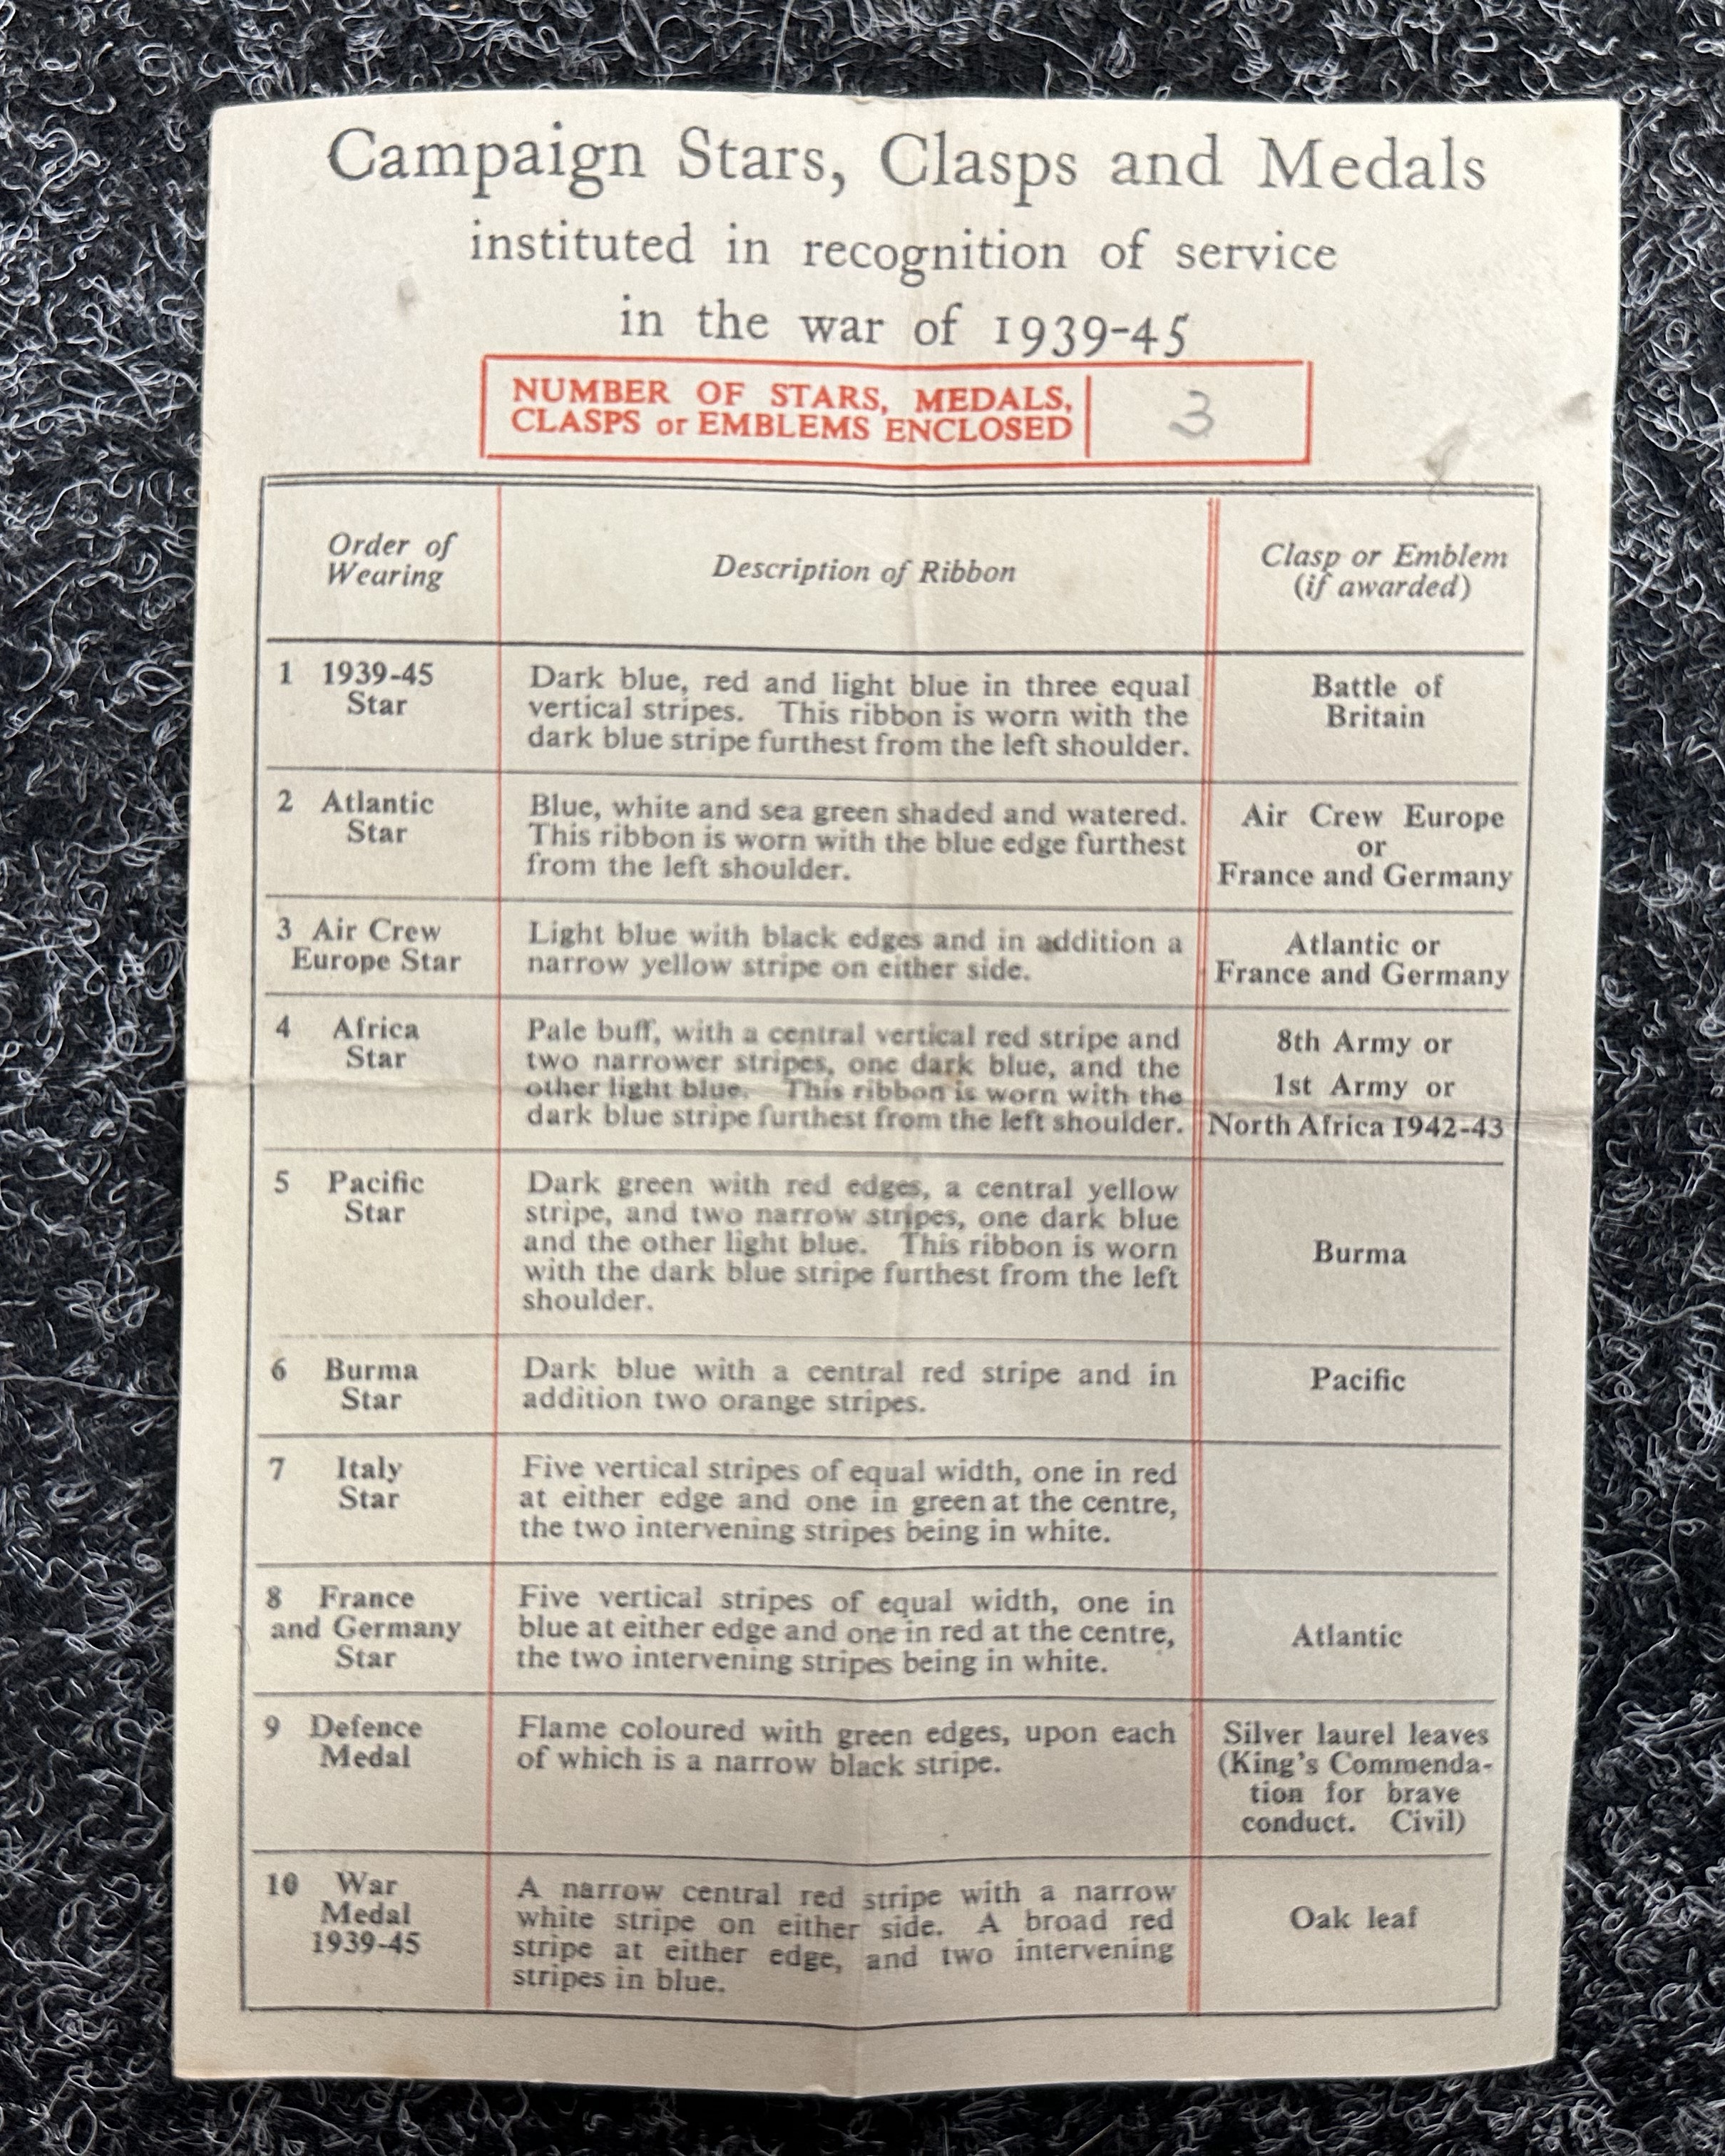 Campaign Stars, Clasps and Medals
instituted in recognition of service
in the war of 1939-45
NUMBER OF STARS, MEDALS,
CLASPS or EMBLEMS ENCLOSED
3
Order of
Wearing
Description of Ribbon
Clasp or Emblem
(if awarded)
1 1939-45
Star
Dark blue, red and light blue in three equal
vertical stripes. This ribbon is worn with the
dark blue stripe furthest from the left shoulder.
Battle of
Britain
2 Atlantic
Star
Blue, white and sea green shaded and watered.
This ribbon is worn with the blue edge furthest
from the left shoulder.
Air Crew Europe
or
France and Germany
3 Air Crew
Europe Star
Light blue with black edges and in addition a
narrow yellow stripe on either side.
Atlantic or
France and Germany
4 Africa
Star
Pale buff, with a central vertical red stripe and
two narrower stripes, one dark blue, and the
other light blue. This ribbon is worn with the
dark blue stripe furthest from the left shoulder.
8th Army or
1st Army or
North Africa 1942-43
5 Pacific
Star
Dark green with red edges, a central yellow
stripe, and two narrow stripes, one dark blue
and the other light blue. This ribbon is worn
with the dark blue stripe furthest from the left
shoulder.
Burma
6 Burma
Star
Dark blue with a central red stripe and in
addition two orange stripes.
Pacific
7 Italy
Star
Five vertical stripes of equal width, one in red
at either edge and one in green at the centre,
the two intervening stripes being in white.
8 France
and Germany
Star
Five vertical stripes of equal width, one in
blue at either edge and one in red at the centre,
the two intervening stripes being in white.
Atlantic
9 Defence
Medal
Flame coloured with green edges, upon each
of which is a narrow black stripe.
Silver laurel leaves
(King's Commenda-
tion for brave
conduct. Civil)
10 War
Medal
1939-45
A narrow central red stripe with a narrow
white stripe on either side. A broad red
stripe at either edge, and two intervening
stripes in blue.
Oak leaf